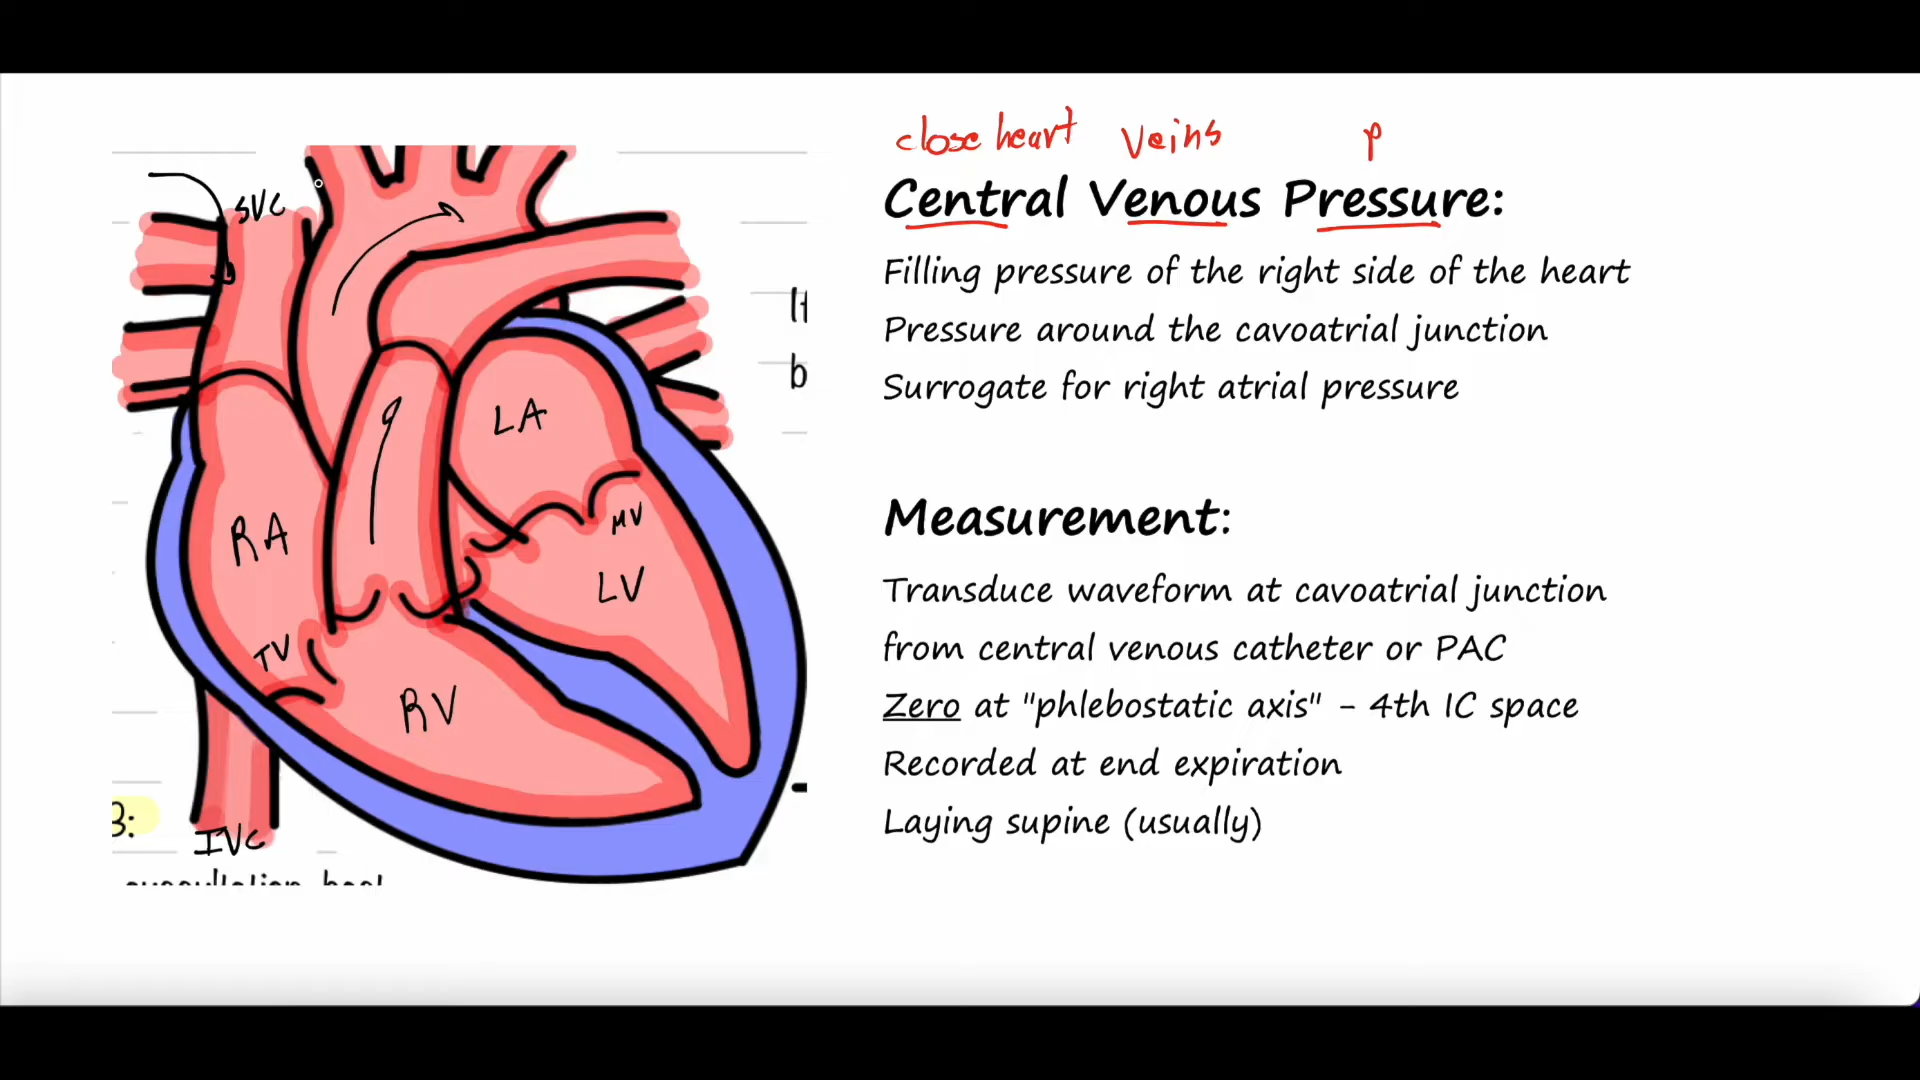 close heart veins p
Central Venous Pressure:
Filling pressure of the right side of the heart
Pressure around the cavoatrial junction
Surrogate for right atrial pressure
Measurement:
Transduce waveform at cavoatrial junction
from central venous catheter or PAC
Zero at "phlebostatic axis" - 4th IC space
Recorded at end expiration
Laying supine (usually)
SVC
LA
RA
MV
LV
TV
RV
IVC
b
3: